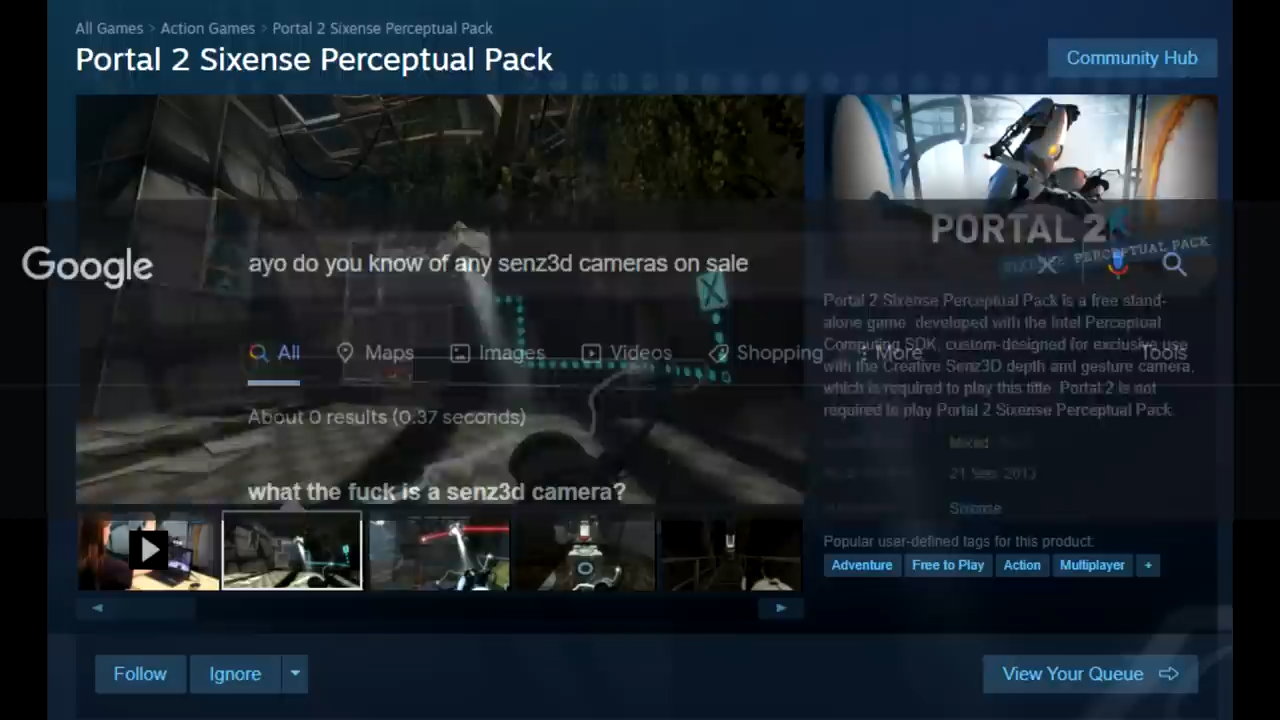 All Games > Action Games > Portal 2 Sixense Perceptual Pack
Portal 2 Sixense Perceptual Pack
Community Hub
PORTAL 2
SIXENSE PERCEPTUAL PACK
Google
ayo do you know of any senz3d cameras on sale
All
Maps
Images
Videos
Shopping
More
Tools
About 0 results (0.37 seconds)
what the fuck is a senz3d camera?
Portal 2 Sixense Perceptual Pack is a free stand-
alone game developed with the Intel Perceptual
Computing SDK, custom-designed for exclusive use
with the Creative Senz3D depth and gesture camera,
which is required to play this title. Portal 2 is not
required to play Portal 2 Sixense Perceptual Pack.
Mixed
21 Sep, 2013
Sixense
Popular user-defined tags for this product:
Adventure
Free to Play
Action
Multiplayer
+
Follow
Ignore
View Your Queue